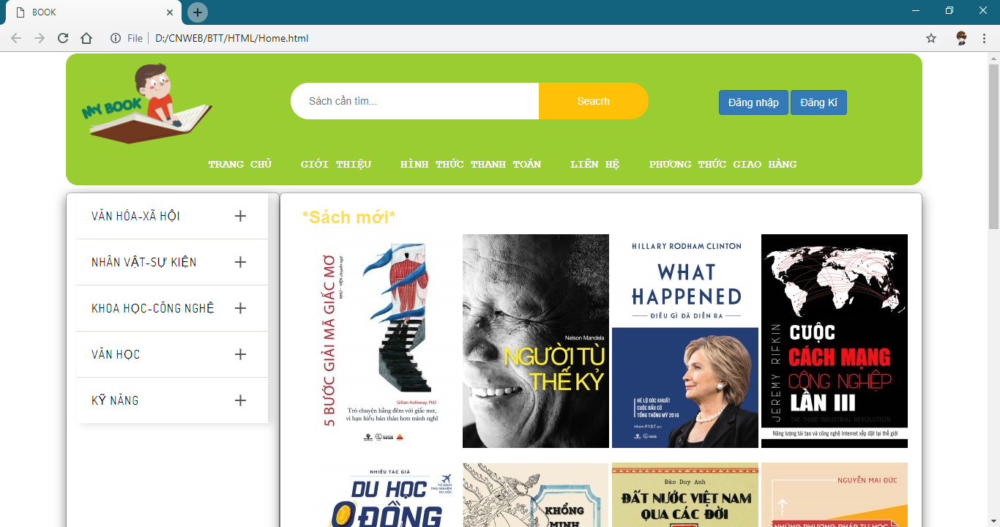 BOOK
File
D:/CNWEB/BTT/HTML/Home.html
MY BOOK
Sách cần tìm...
Seacrh
Đăng nhập
Đăng Kí
TRANG CHỦ
GIỚI THIỆU
HÌNH THỨC THANH TOÁN
LIÊN HỆ
PHƯƠNG THỨC GIAO HÀNG
VĂN HÓA-XÃ HỘI
NHÂN VẬT-SỰ KIỆN
KHOA HỌC-CÔNG NGHỆ
VĂN HỌC
KỸ NĂNG
*Sách mới*
5 BƯỚC GIẢI MÃ GIẤC MƠ
Gillian Holloway, PhD
Trò chuyện hằng đêm với giấc mơ,
vì bạn hiểu bản thân hơn mình nghĩ
Nelson Mandela
NGƯỜI TÙ
THẾ KỶ
HILLARY RODHAM CLINTON
WHAT
HAPPENED
ĐIỀU GÌ ĐÃ DIỄN RA
HÉ LỘ GÓC KHUẤT
CUỘC BẦU CỬ
TỔNG THỐNG MỸ 2016
Nhóm P.Y.D.T dịch
JEREMY RIFKIN
CUỘC
CÁCH MẠNG
CÔNG NGHIỆP
LẦN III
THE THIRD INDUSTRIAL REVOLUTION
Năng lượng tái tạo và công nghệ Internet xếp đặt lại thế giới
NHIỀU TÁC GIẢ
DU HỌC
0 ĐỒNG
TỦ SÁCH
TRẢI NGHIỆM
DU HỌC
KHỔNG
MINH
Đào Duy Anh
ĐẤT NƯỚC VIỆT NAM
QUA CÁC ĐỜI
NGUYỄN MAI ĐỨC
NHỮNG PHƯƠNG PHÁP TỰ HỌC